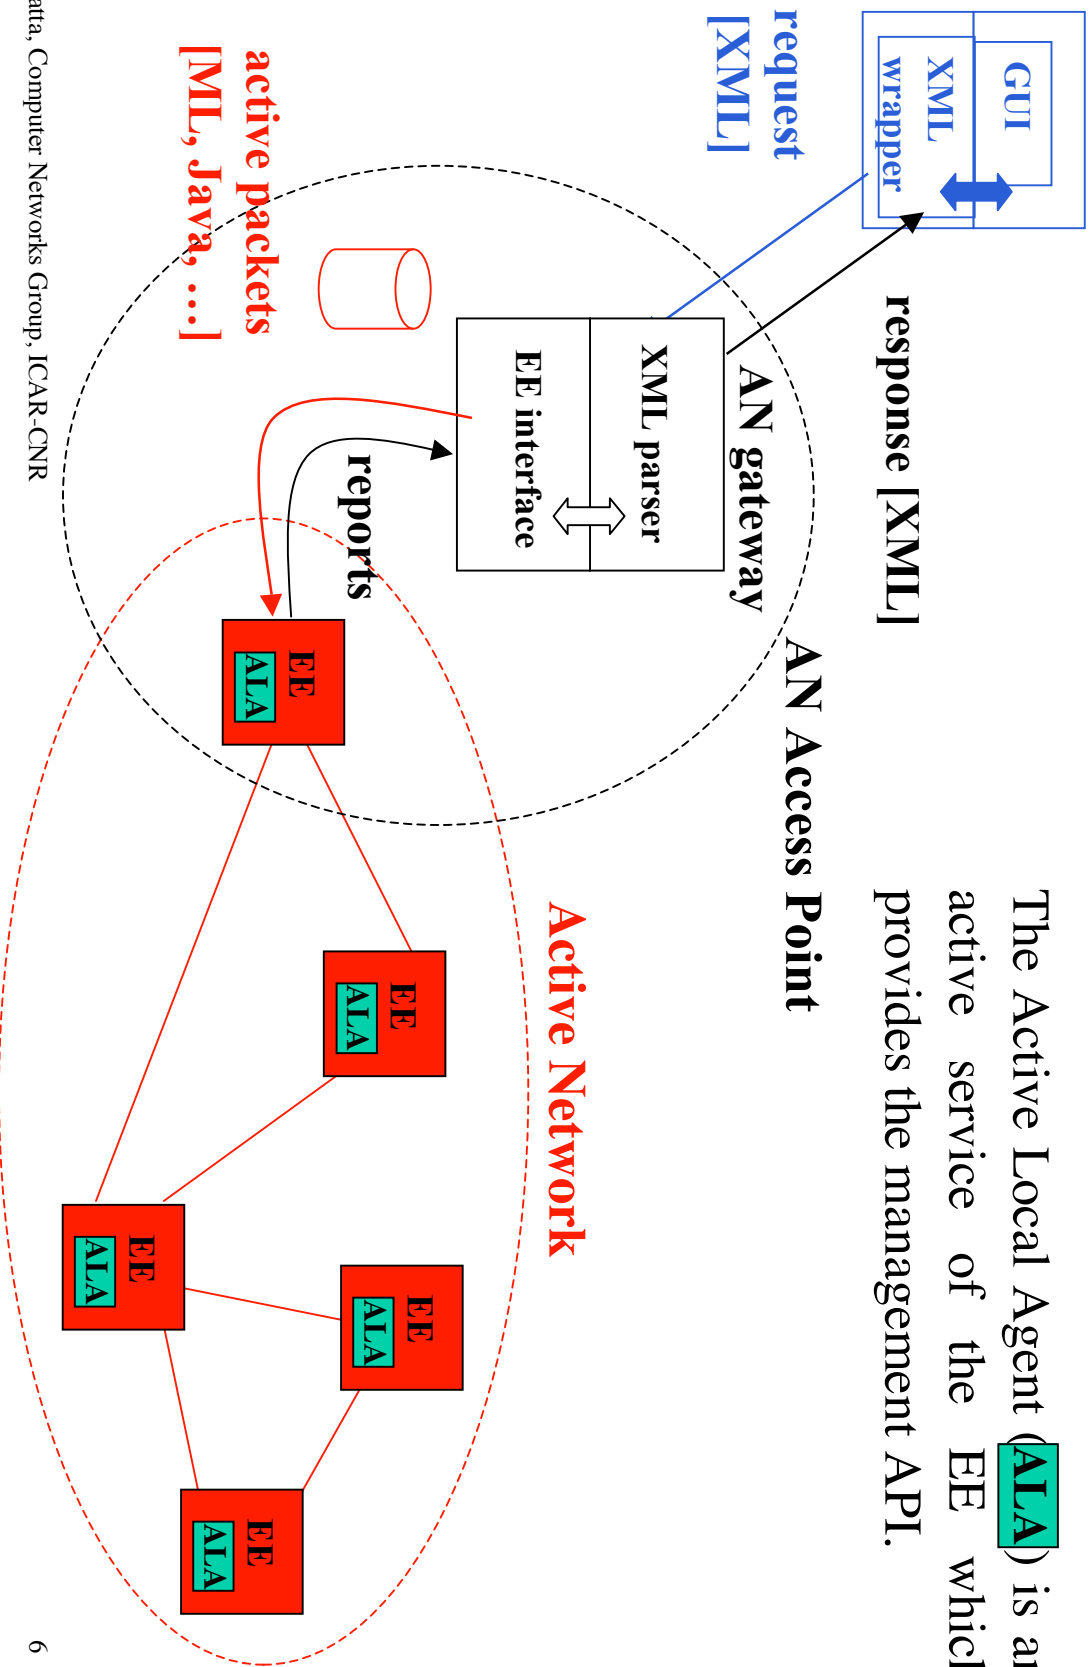 The Active Local Agent (ALA) is an
active service of the EE which
provides the management API.
GUI
XML
wrapper
response [XML]
request
[XML]
AN Access Point
AN gateway
XML parser
EE interface
reports
active packets
[ML, Java, …]
Active Network
EE
ALA
EE
ALA
EE
ALA
EE
ALA
EE
ALA
atta, Computer Networks Group, ICAR-CNR
6